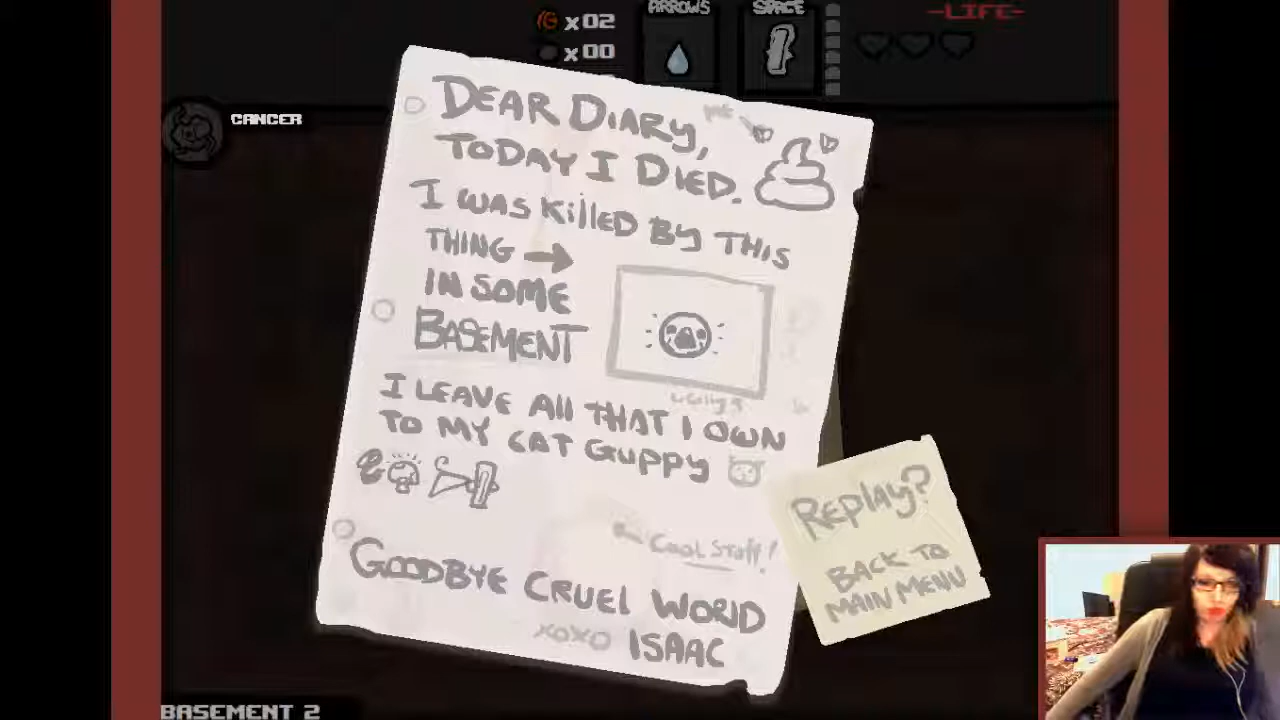 x02
x00
ARROWS
SPACE
-LIFE-
CANCER
DEAR DIARY,
TODAY I DIED.
I WAS KILLED BY THIS
THING →
IN SOME
BASEMENT
I LEAVE ALL THAT I OWN
TO MY CAT GUPPY
COOL STUFF!
GOODBYE CRUEL WORLD
XOXO ISAAC
REPLAY?
BACK TO
MAIN MENU
BASEMENT 2